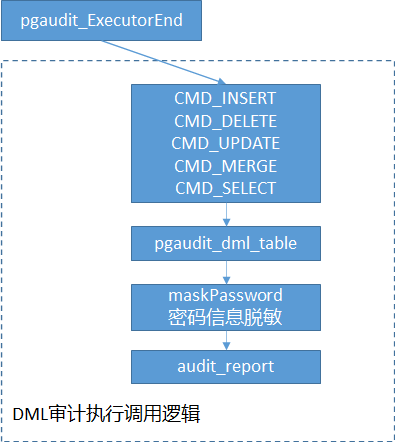 pgaudit_ExecutorEnd
CMD_INSERT
CMD_DELETE
CMD_UPDATE
CMD_MERGE
CMD_SELECT
pgaudit_dml_table
maskPassword
密码信息脱敏
audit_report
DML审计执行调用逻辑